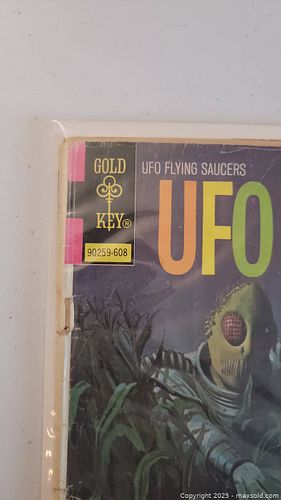 GOLD
KEY®
90259-608
UFO FLYING SAUCERS
UFO
Copyright 2025 - maxsold.com